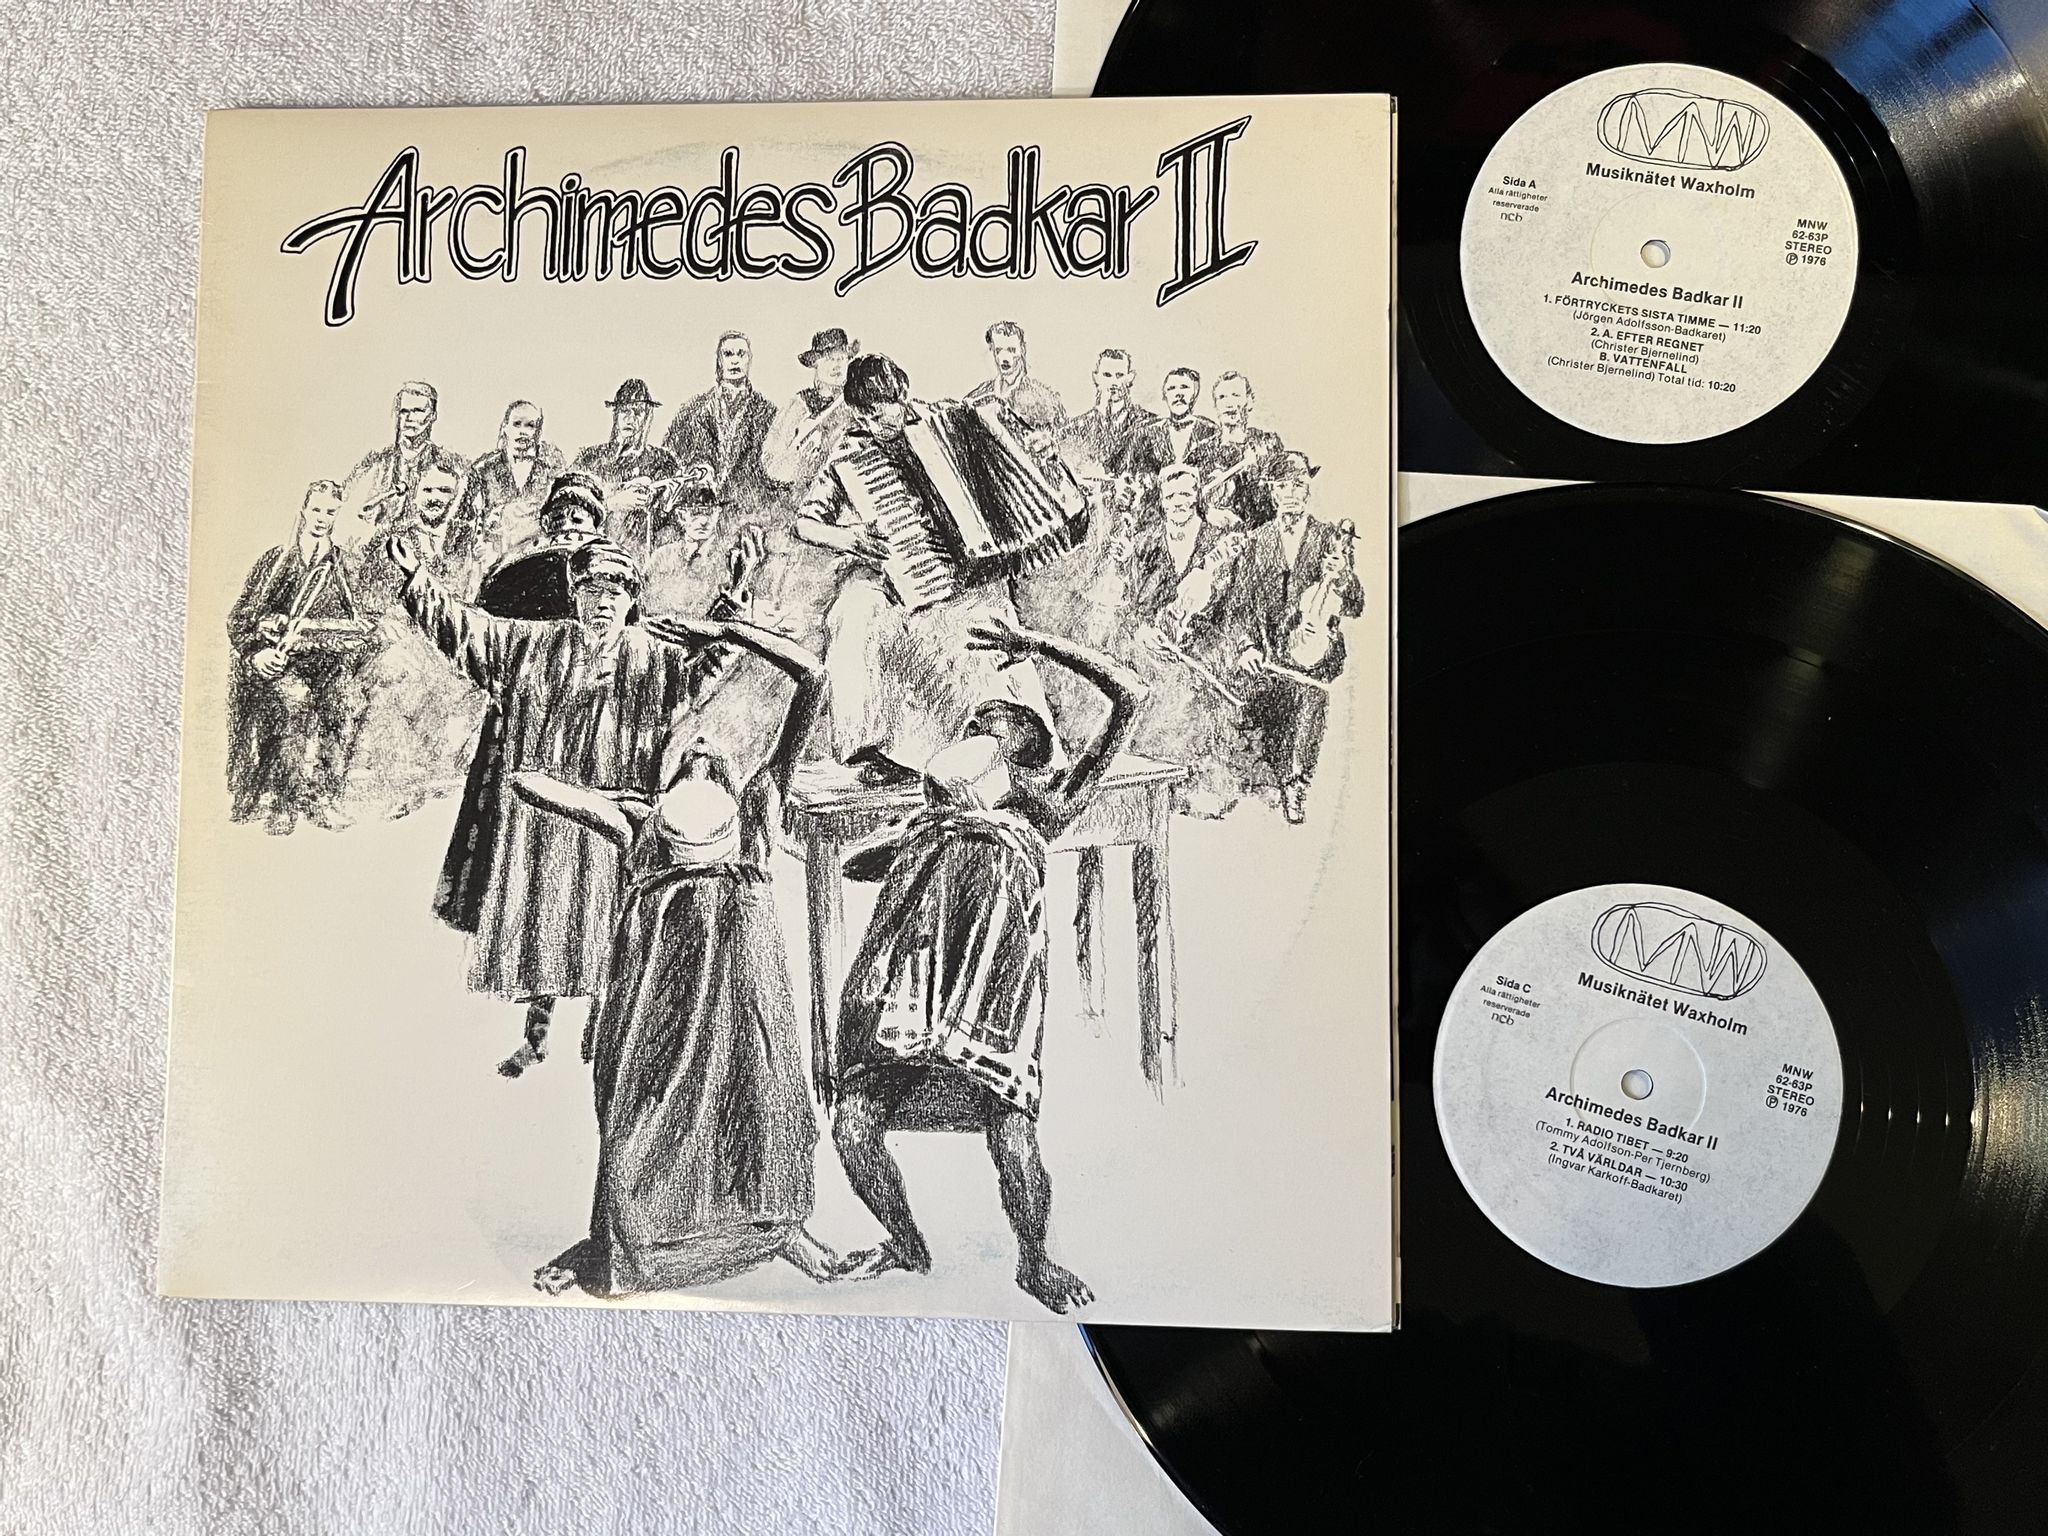 Archimedes Badkar II
MNW
Musiknätet Waxholm
Sida A
Alla rättigheter
reserverade
ncb
MNW
62-63P
STEREO
℗ 1976
Archimedes Badkar II
1. FÖRTRYCKETS SISTA TIMME — 11:20
(Jörgen Adolfsson-Badkaret)
2. A. EFTER REGNET
(Christer Bjernelind)
B. VATTENFALL
(Christer Bjernelind) Total tid: 10:20
MNW
Musiknätet Waxholm
Sida C
Alla rättigheter
reserverade
ncb
MNW
62-63P
STEREO
℗ 1976
Archimedes Badkar II
1. RADIO TIBET — 9:20
(Tommy Adolfson-Per Tjernberg)
2. TVÅ VÄRLDAR — 10:30
(Ingvar Karkoff-Badkaret)